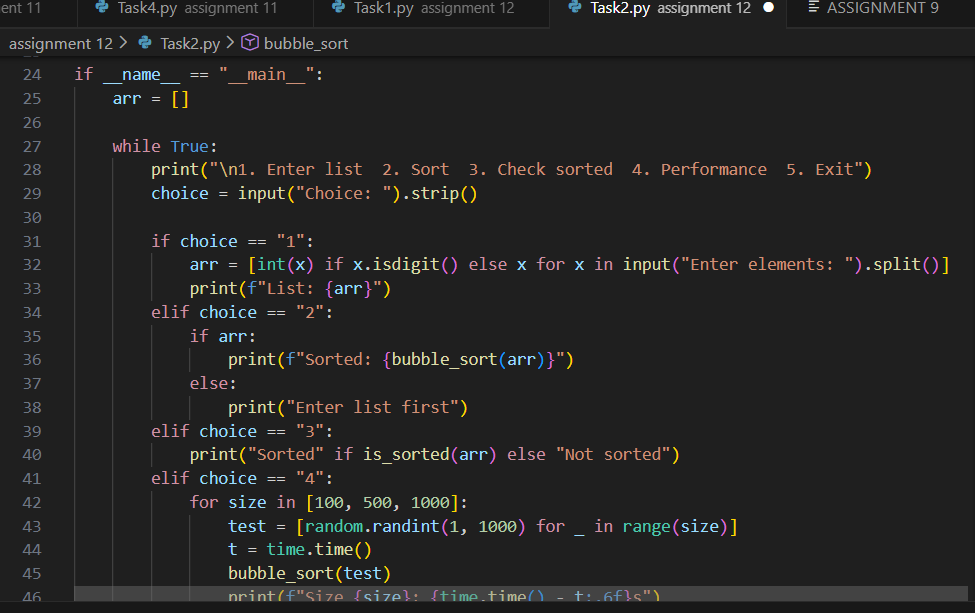 ent 11 Task4.py assignment 11 Task1.py assignment 12 Task2.py assignment 12 ASSIGNMENT 9
assignment 12 > Task2.py > bubble_sort
24 if __name__ == "__main__":
25     arr = []
26
27     while True:
28         print("\n1. Enter list  2. Sort  3. Check sorted  4. Performance  5. Exit")
29         choice = input("Choice: ").strip()
30
31         if choice == "1":
32             arr = [int(x) if x.isdigit() else x for x in input("Enter elements: ").split()]
33             print(f"List: {arr}")
34         elif choice == "2":
35             if arr:
36                 print(f"Sorted: {bubble_sort(arr)}")
37             else:
38                 print("Enter list first")
39         elif choice == "3":
40             print("Sorted" if is_sorted(arr) else "Not sorted")
41         elif choice == "4":
42             for size in [100, 500, 1000]:
43                 test = [random.randint(1, 1000) for _ in range(size)]
44                 t = time.time()
45                 bubble_sort(test)
46                 print(f"Size {size}: {time.time() - t:.6f}s")